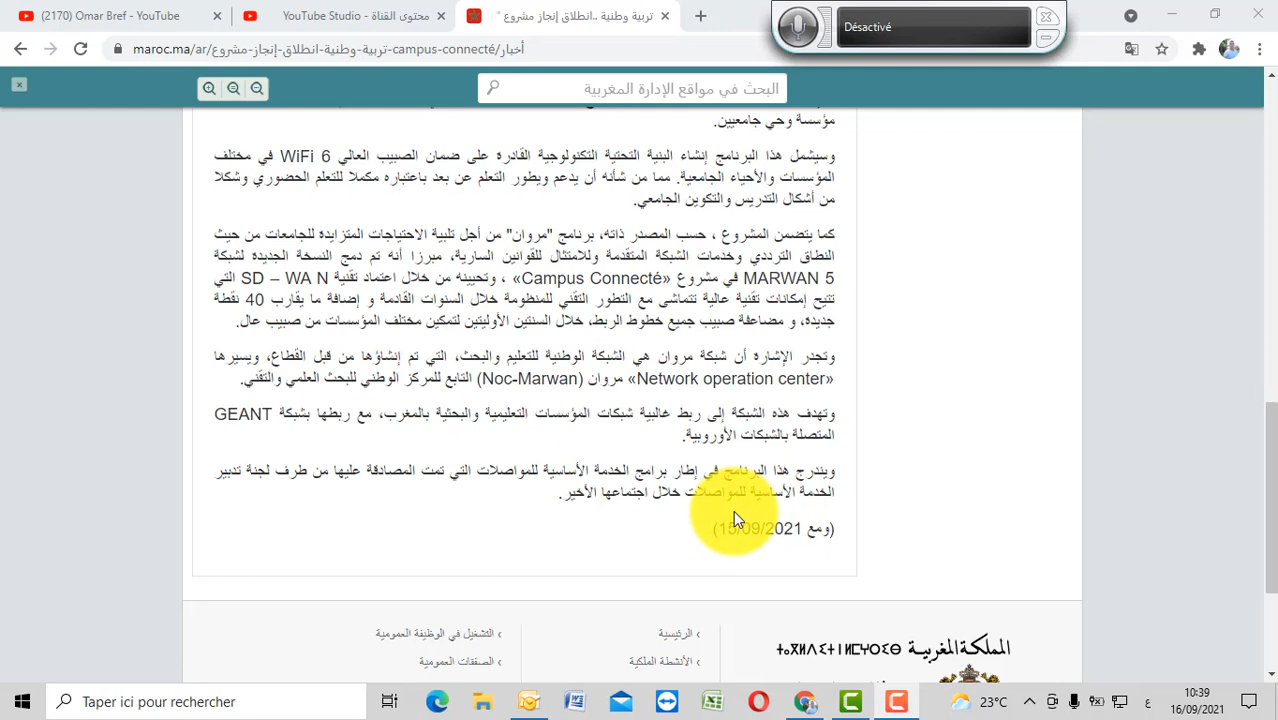 (2170) Omar Bref - YouTube
محتوى القناة - YouTube Studio
تربية وطنية ..انطلاق إنجاز مشروع "
Désactivé
maroc.ma/ar/أخبار/تربية-وطنية-انطلاق-إنجاز-مشروع-campus-connecté
البحث في مواقع الإدارة المغربية
مؤسسة وحي جامعيين.
وسيشمل هذا البرنامج إنشاء البنية التحتية التكنولوجية القادرة على ضمان الصبيب العالي WiFi 6 في مختلف
المؤسسات والأحياء الجامعية. مما من شأنه أن يدعم ويطور التعلم عن بعد باعتباره مكملا للتعلم الحضوري وشكلا
من أشكال التدريس والتكوين الجامعي.
كما يتضمن المشروع ، حسب المصدر ذاته، برنامج "مروان" من أجل تلبية الاحتياجات المتزايدة للجامعات من حيث
النطاق الترددي وخدمات الشبكة المتقدمة وللامتثال للقوانين السارية، مبرزا أنه تم دمج النسخة الجديدة لشبكة
MARWAN 5 في مشروع «Campus Connecté» ، وتحيينه من خلال اعتماد تقنية SD – WA N التي
تتيح إمكانات تقنية عالية تتماشى مع التطور التقني للمنظومة خلال السنوات القادمة و إضافة ما يقارب 40 نقطة
جديدة، و مضاعفة صبيب جميع خطوط الربط، خلال السنتين الأوليتين لتمكين مختلف المؤسسات من صبيب عال.
وتجدر الإشارة أن شبكة مروان هي الشبكة الوطنية للتعليم والبحث، التي تم إنشاؤها من قبل القطاع، ويسيرها
«Network operation center» مروان (Noc-Marwan) التابع للمركز الوطني للبحث العلمي والتقني.
وتهدف هذه الشبكة إلى ربط غالبية شبكات المؤسسات التعليمية والبحثية بالمغرب، مع ربطها بشبكة GEANT
المتصلة بالشبكات الأوروبية.
ويندرج هذا البرنامج في إطار برامج الخدمة الأساسية للمواصلات التي تمت المصادقة عليها من طرف لجنة تدبير
الخدمة الأساسية للمواصلات خلال اجتماعها الأخير.
(ومع 15/09/2021)
› الرئيسية
› التشغيل في الوظيفة العمومية
› الأنشطة الملكية
› الصفقات العمومية
المملكة المغربية
ⵜⴰⴳⵍⴷⵉⵜ ⵏ ⵍⵎⵖⵔⵉⴱ
Taper ici pour rechercher
23°C
ع
10:39
16/09/2021